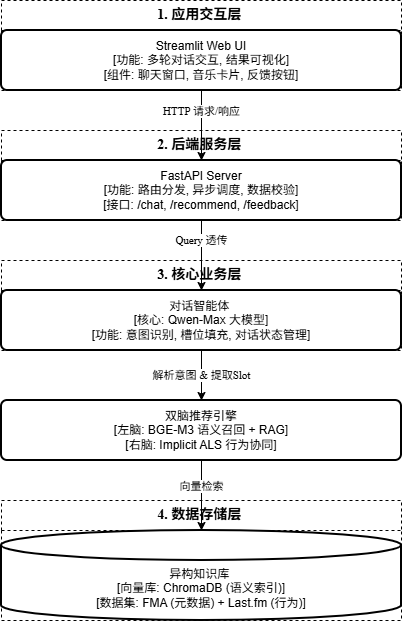 1. 应用交互层
Streamlit Web UI
[功能: 多轮对话交互, 结果可视化]
[组件: 聊天窗口, 音乐卡片, 反馈按钮]
HTTP 请求/响应
2. 后端服务层
FastAPI Server
[功能: 路由分发, 异步调度, 数据校验]
[接口: /chat, /recommend, /feedback]
Query 透传
3. 核心业务层
对话智能体
[核心: Qwen-Max 大模型]
[功能: 意图识别, 槽位填充, 对话状态管理]
解析意图 & 提取Slot
双脑推荐引擎
[左脑: BGE-M3 语义召回 + RAG]
[右脑: Implicit ALS 行为协同]
向量检索
4. 数据存储层
异构知识库
[向量库: ChromaDB (语义索引)]
[数据集: FMA (元数据) + Last.fm (行为)]